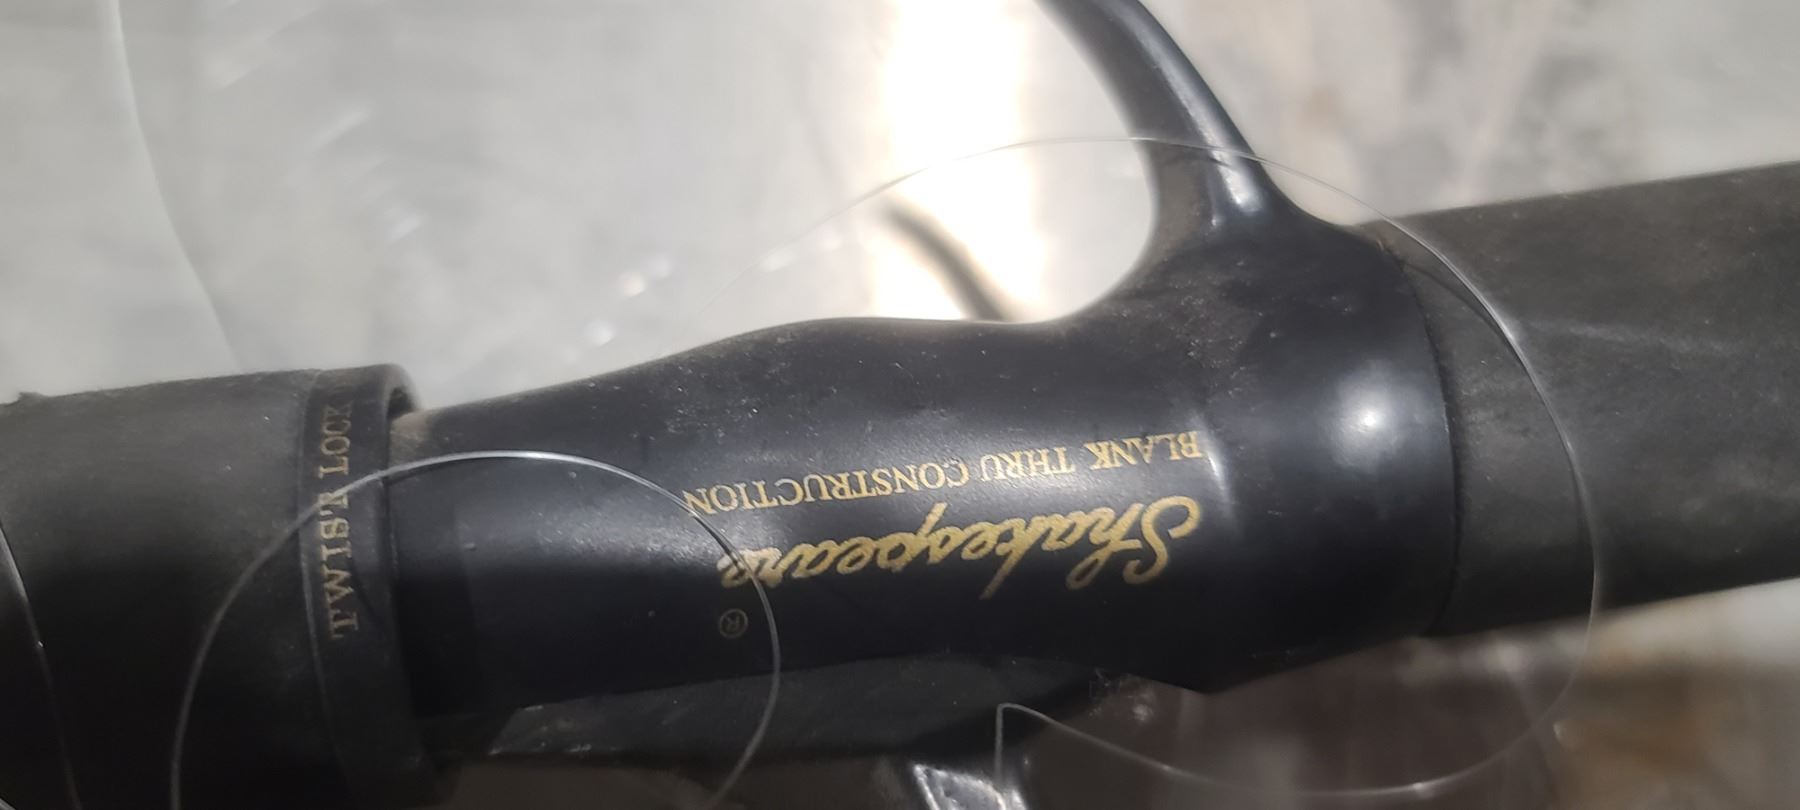 Shakespeare
®
BLANK THRU CONSTRUCTION
TWIST LOCK